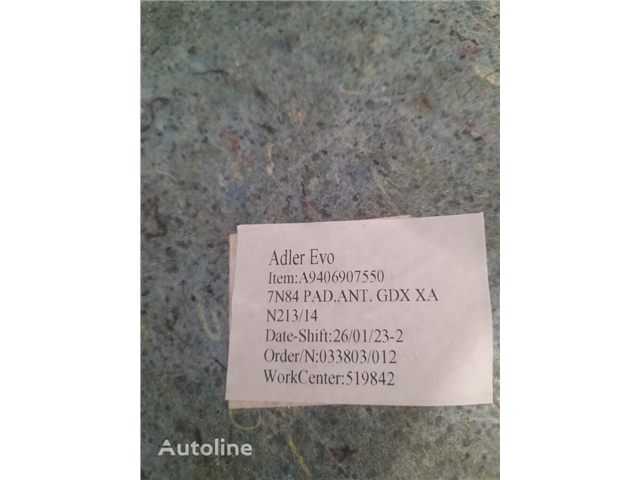 Adler Evo
Item:A9406907550
7N84 PAD.ANT. GDX XA
N213/14
Date-Shift:26/01/23-2
Order/N:033803/012
WorkCenter:519842
Autoline